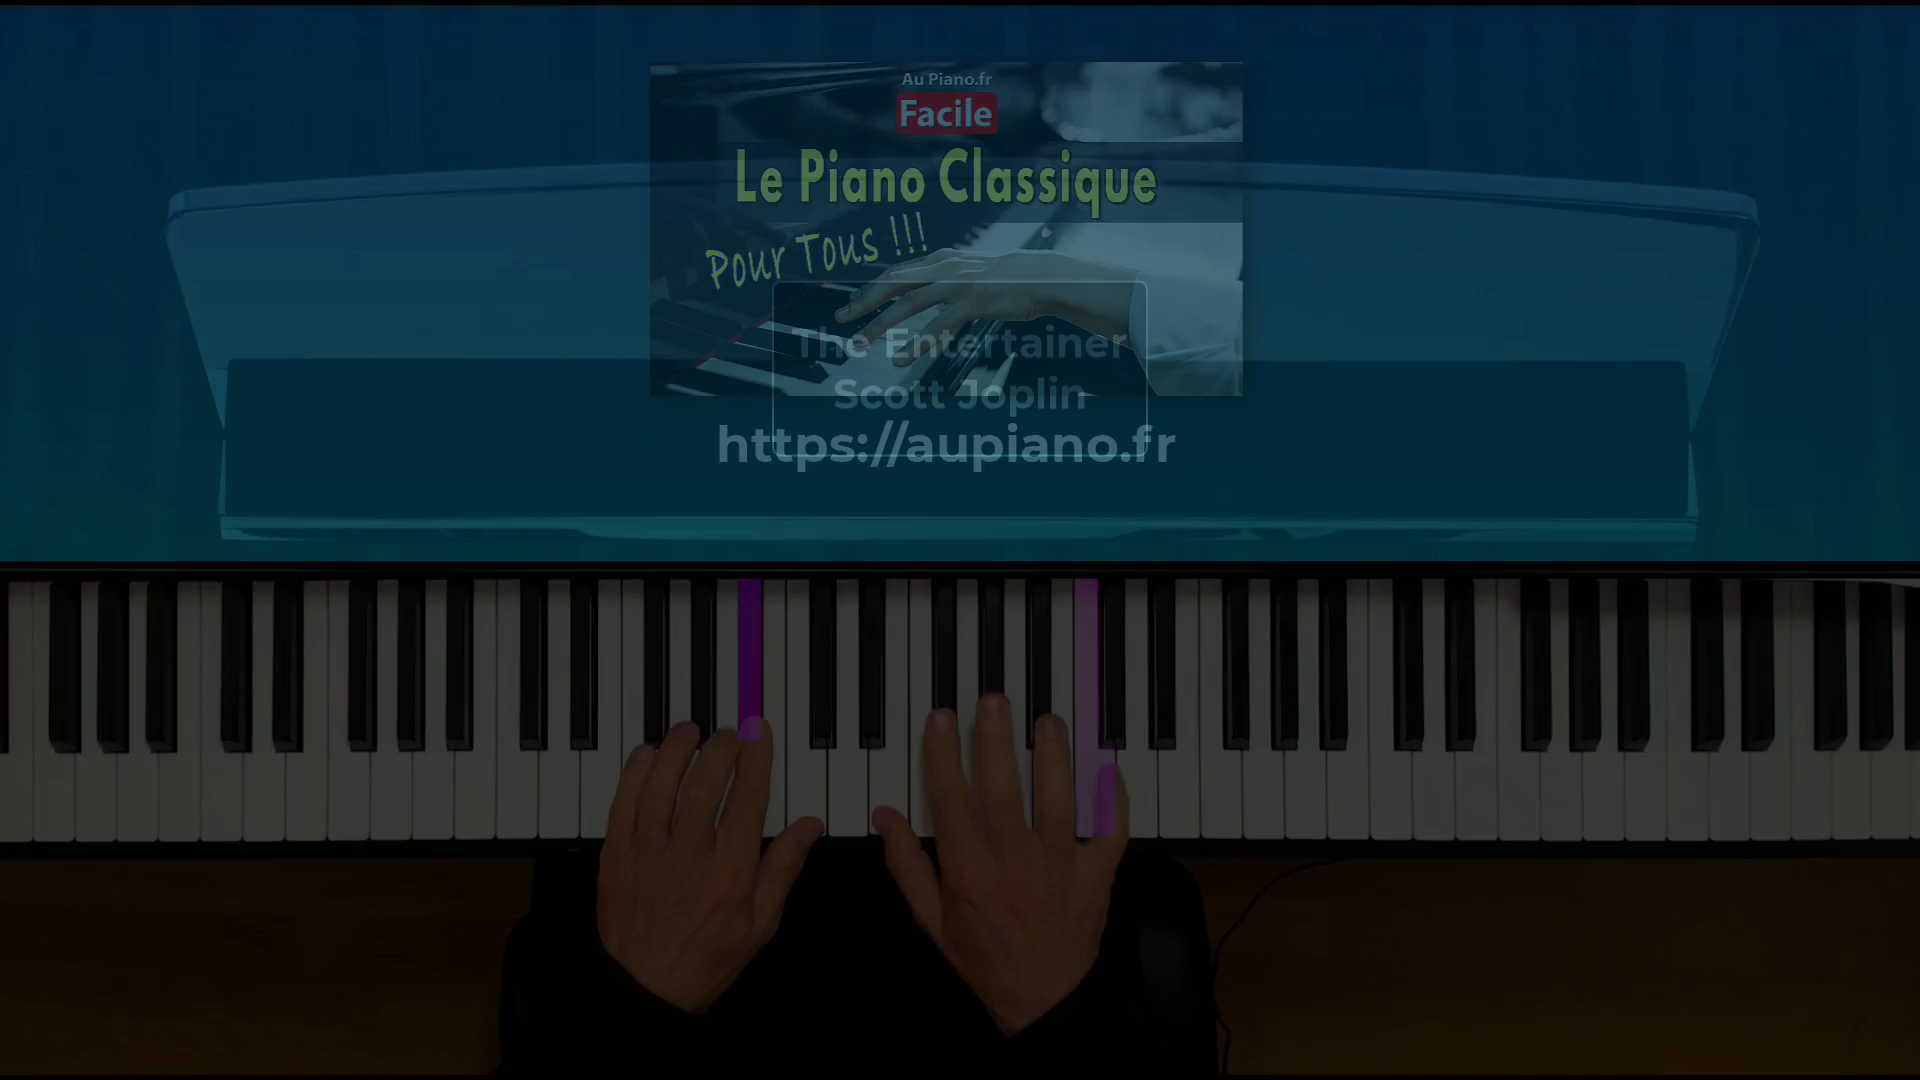 Au Piano.fr
Facile
Le Piano Classique
Pour Tous !!!
The Entertainer
Scott Joplin
https://aupiano.fr